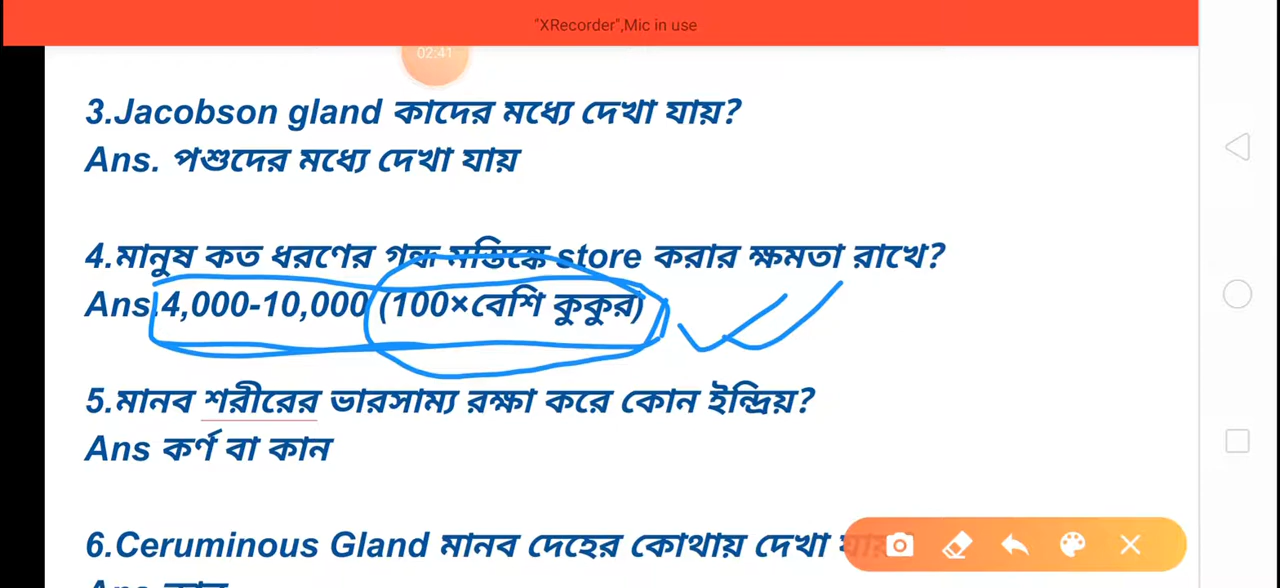 "XRecorder",Mic in use
02:41
3.Jacobson gland কাদের মধ্যে দেখা যায়?
Ans. পশুদের মধ্যে দেখা যায়
4.মানুষ কত ধরণের গন্ধ মস্তিষ্কে store করার ক্ষমতা রাখে?
Ans.4,000-10,000 (100×বেশি কুকুর)
5.মানব শরীরের ভারসাম্য রক্ষা করে কোন ইন্দ্রিয়?
Ans কর্ণ বা কান
6.Ceruminous Gland মানব দেহের কোথায় দেখা